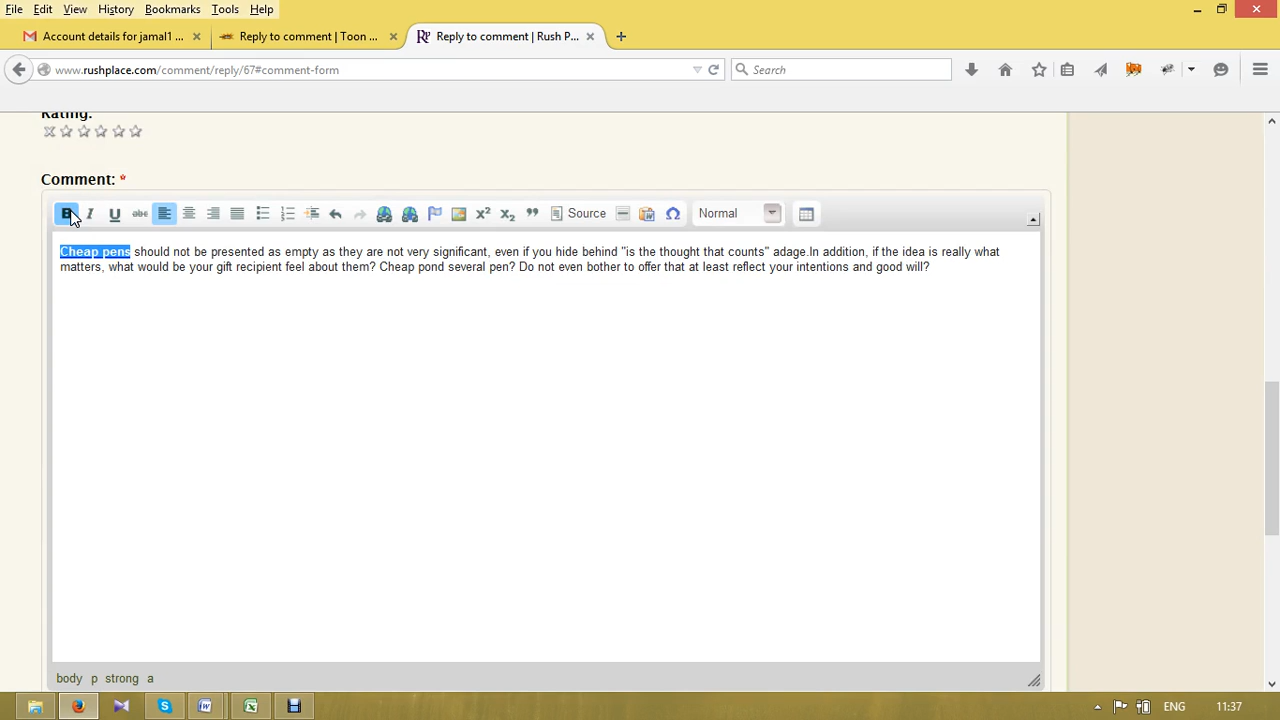 File Edit View History Bookmarks Tools Help
Account details for jamal1 ... Reply to comment | Toon ... Reply to comment | Rush P...
www.rushplace.com/comment/reply/67#comment-form Search
Rating:
Comment: *
B I U abc x² x₂ Source Ω Normal
Cheap pens should not be presented as empty as they are not very significant, even if you hide behind "is the thought that counts" adage.In addition, if the idea is really what
matters, what would be your gift recipient feel about them? Cheap pond several pen? Do not even bother to offer that at least reflect your intentions and good will?
body p strong a
ENG 11:37